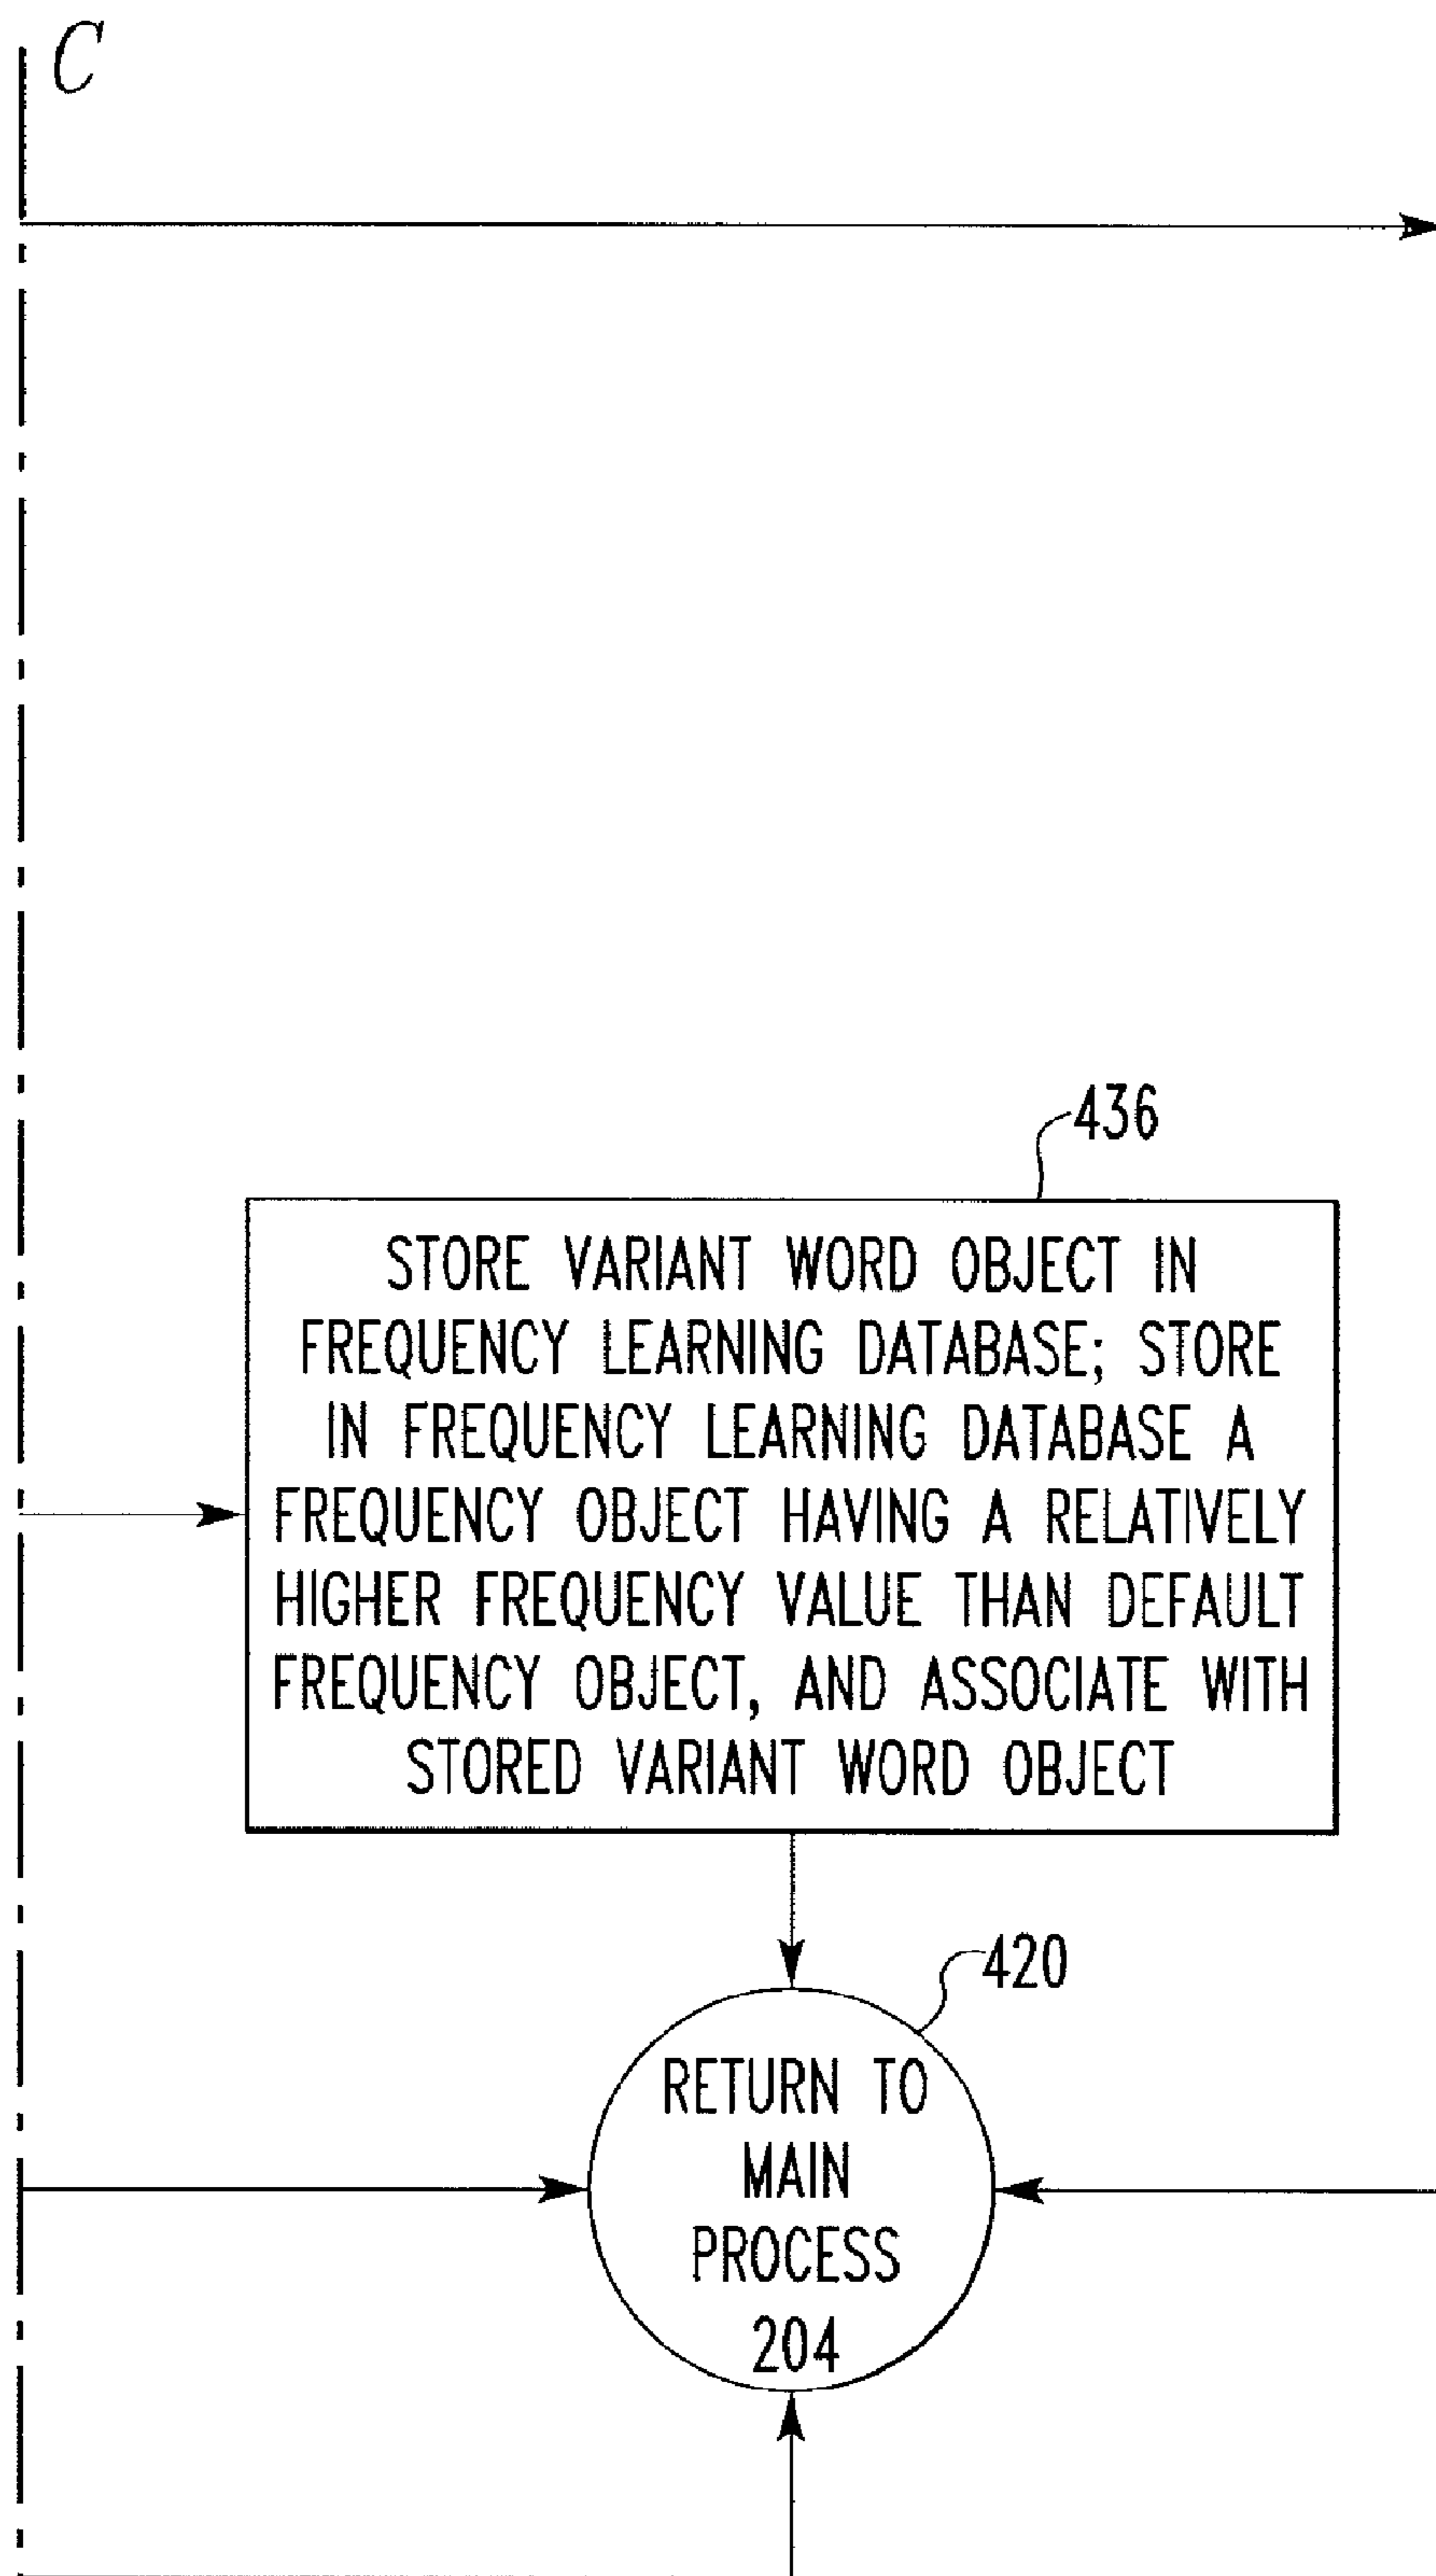 C
436
STORE VARIANT WORD OBJECT IN
FREQUENCY LEARNING DATABASE; STORE
IN FREQUENCY LEARNING DATABASE A
FREQUENCY OBJECT HAVING A RELATIVELY
HIGHER FREQUENCY VALUE THAN DEFAULT
FREQUENCY OBJECT, AND ASSOCIATE WITH
STORED VARIANT WORD OBJECT
420
RETURN TO
MAIN
PROCESS
204